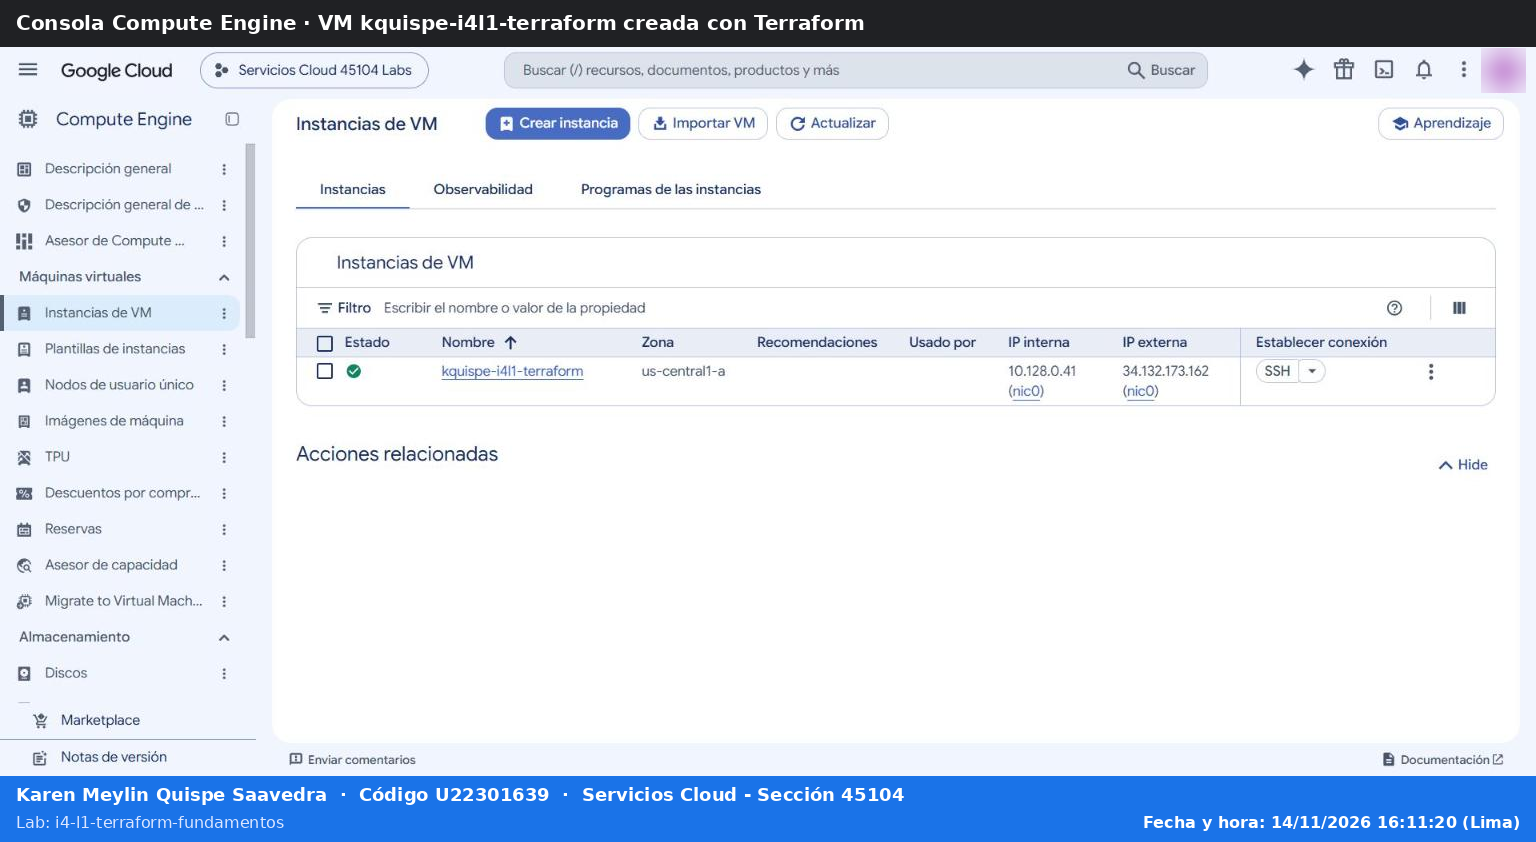 Consola Compute Engine · VM kquispe-i4l1-terraform creada con Terraform
Google Cloud
Servicios Cloud 45104 Labs
Buscar (/) recursos, documentos, productos y más
Buscar
Compute Engine
Descripción general
Descripción general de ...
Asesor de Compute ...
Máquinas virtuales
Instancias de VM
Plantillas de instancias
Nodos de usuario único
Imágenes de máquina
TPU
Descuentos por compr...
Reservas
Asesor de capacidad
Migrate to Virtual Mach...
Almacenamiento
Discos
Marketplace
Notas de versión
Instancias de VM
Crear instancia
Importar VM
Actualizar
Aprendizaje
Instancias
Observabilidad
Programas de las instancias
Instancias de VM
Filtro Escribir el nombre o valor de la propiedad
Estado Nombre Zona Recomendaciones Usado por IP interna IP externa Establecer conexión
kquispe-i4l1-terraform us-central1-a 10.128.0.41 34.132.173.162 SSH
(nic0) (nic0)
Acciones relacionadas
Hide
Enviar comentarios
Documentación
Karen Meylin Quispe Saavedra · Código U22301639 · Servicios Cloud - Sección 45104
Lab: i4-l1-terraform-fundamentos
Fecha y hora: 14/11/2026 16:11:20 (Lima)